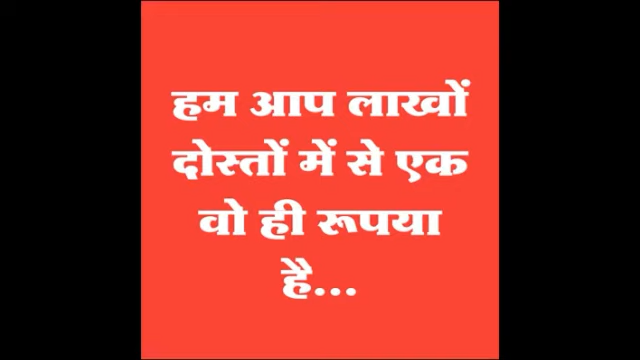 हम आप लाखों
दोस्तों में से एक
वो ही रूपया
है...